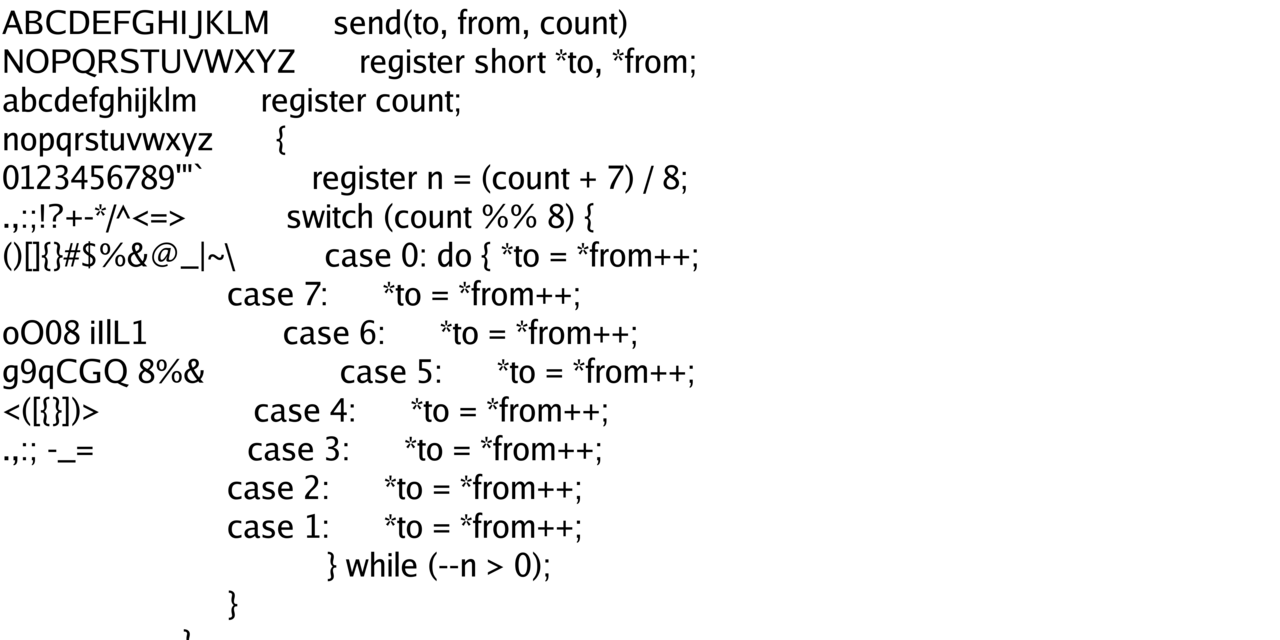 ABCDEFGHIJKLM send(to, from, count)
NOPQRSTUVWXYZ register short *to, *from;
abcdefghijklm register count;
nopqrstuvwxyz {
0123456789'"` register n = (count + 7) / 8;
.,:;!?+-*/^<=> switch (count %% 8) {
()[]{}#$%&@_|~\ case 0: do { *to = *from++;
case 7: *to = *from++;
oO08 iIlL1 case 6: *to = *from++;
g9qCGQ 8%& case 5: *to = *from++;
<([{}])> case 4: *to = *from++;
.,:; -_= case 3: *to = *from++;
case 2: *to = *from++;
case 1: *to = *from++;
} while (--n > 0);
}
}